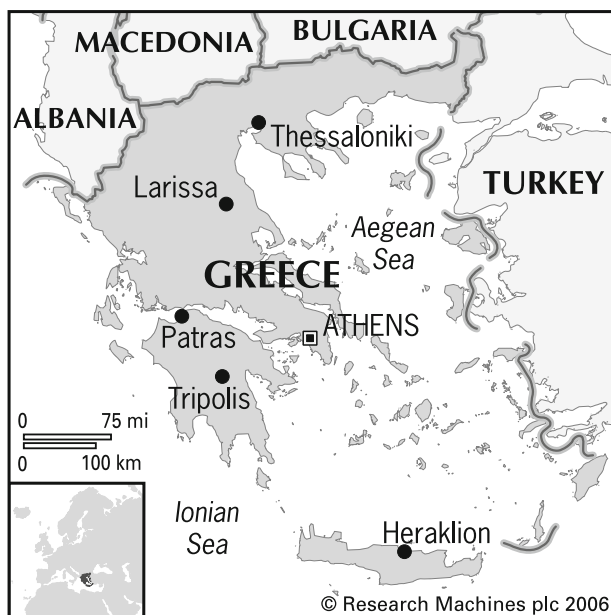 MACEDONIA
BULGARIA
ALBANIA
Thessaloniki
TURKEY
Larissa
Aegean
Sea
GREECE
ATHENS
Patras
Tripolis
0 75 mi
0 100 km
Ionian
Sea
Heraklion
© Research Machines plc 2006